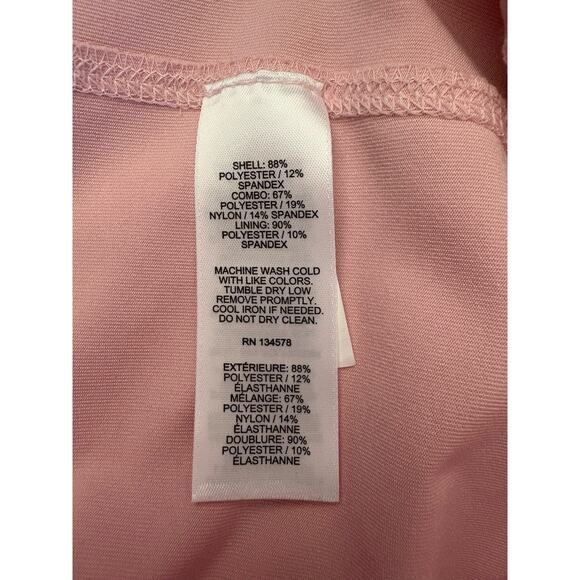 SHELL: 88%
POLYESTER / 12%
SPANDEX
COMBO: 67%
POLYESTER / 19%
NYLON / 14% SPANDEX
LINING: 90%
POLYESTER / 10%
SPANDEX
MACHINE WASH COLD
WITH LIKE COLORS.
TUMBLE DRY LOW
REMOVE PROMPTLY.
COOL IRON IF NEEDED.
DO NOT DRY CLEAN.
RN 134578
EXTÉRIEURE: 88%
POLYESTER / 12%
ÉLASTHANNE
MÉLANGE: 67%
POLYESTER / 19%
NYLON / 14%
ÉLASTHANNE
DOUBLURE: 90%
POLYESTER / 10%
ÉLASTHANNE